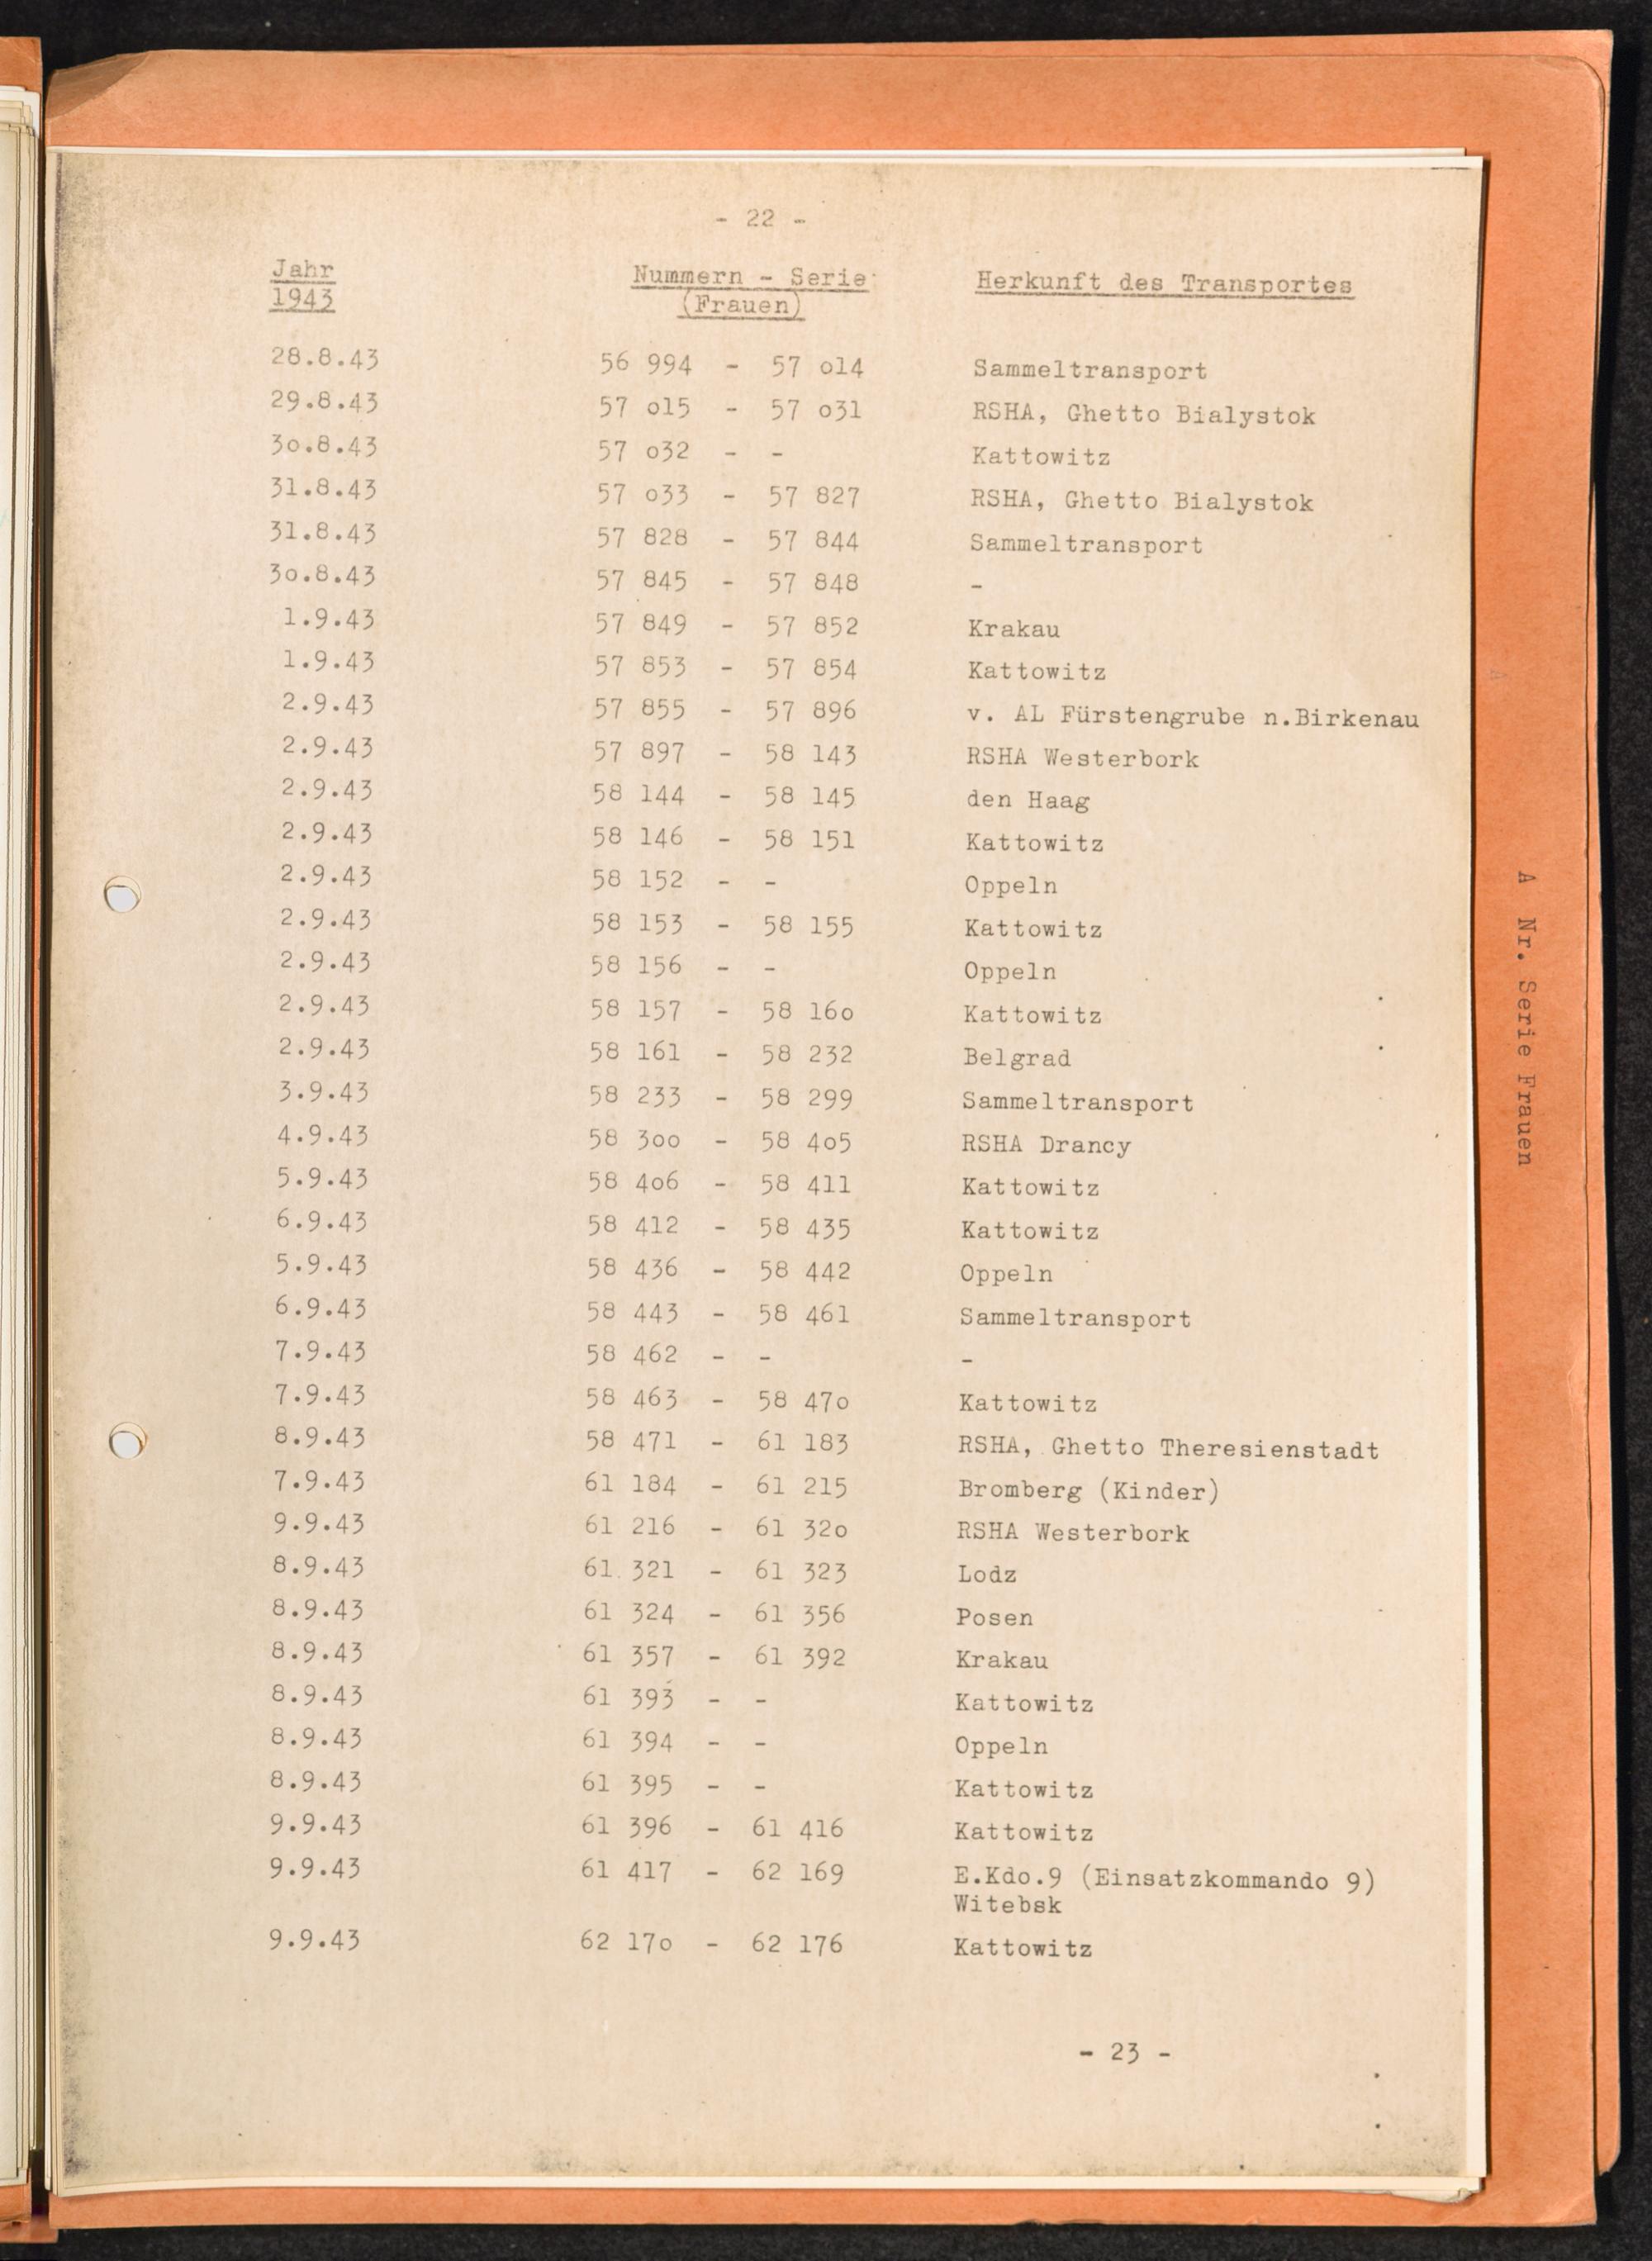 - 22 -
Jahr Nummern - Serie Herkunft des Transportes
1943 (Frauen)
28.8.43 56 994 - 57 o14 Sammeltransport
29.8.43 57 o15 - 57 o31 RSHA, Ghetto Bialystok
3o.8.43 57 o32 - - Kattowitz
31.8.43 57 o33 - 57 827 RSHA, Ghetto Bialystok
31.8.43 57 828 - 57 844 Sammeltransport
3o.8.43 57 845 - 57 848 -
1.9.43 57 849 - 57 852 Krakau
1.9.43 57 853 - 57 854 Kattowitz
2.9.43 57 855 - 57 896 v. AL Fürstengrube n.Birkenau
2.9.43 57 897 - 58 143 RSHA Westerbork
2.9.43 58 144 - 58 145 den Haag
2.9.43 58 146 - 58 151 Kattowitz
2.9.43 58 152 - - Oppeln
2.9.43 58 153 - 58 155 Kattowitz
2.9.43 58 156 - - Oppeln
2.9.43 58 157 - 58 16o Kattowitz
2.9.43 58 161 - 58 232 Belgrad
3.9.43 58 233 - 58 299 Sammeltransport
4.9.43 58 3oo - 58 4o5 RSHA Drancy
5.9.43 58 4o6 - 58 411 Kattowitz
6.9.43 58 412 - 58 435 Kattowitz
5.9.43 58 436 - 58 442 Oppeln
6.9.43 58 443 - 58 461 Sammeltransport
7.9.43 58 462 - - -
7.9.43 58 463 - 58 47o Kattowitz
8.9.43 58 471 - 61 183 RSHA, Ghetto Theresienstadt
7.9.43 61 184 - 61 215 Bromberg (Kinder)
9.9.43 61 216 - 61 32o RSHA Westerbork
8.9.43 61 321 - 61 323 Lodz
8.9.43 61 324 - 61 356 Posen
8.9.43 61 357 - 61 392 Krakau
8.9.43 61 393 - - Kattowitz
8.9.43 61 394 - - Oppeln
8.9.43 61 395 - - Kattowitz
9.9.43 61 396 - 61 416 Kattowitz
9.9.43 61 417 - 62 169 E.Kdo.9 (Einsatzkommando 9)
Witebsk
9.9.43 62 17o - 62 176 Kattowitz
- 23 -
A Nr. Serie Frauen